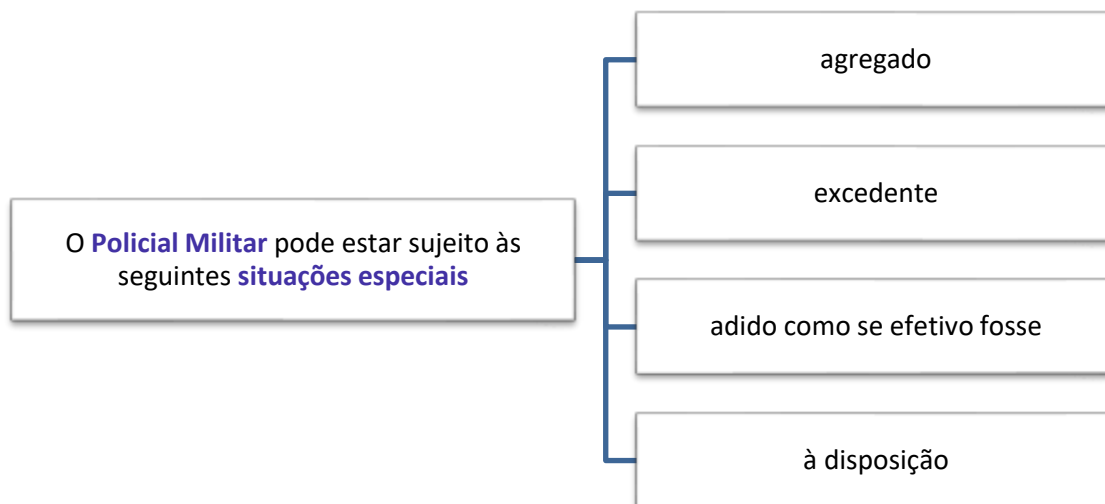 O Policial Militar pode estar sujeito às
seguintes situações especiais
agregado
excedente
adido como se efetivo fosse
à disposição